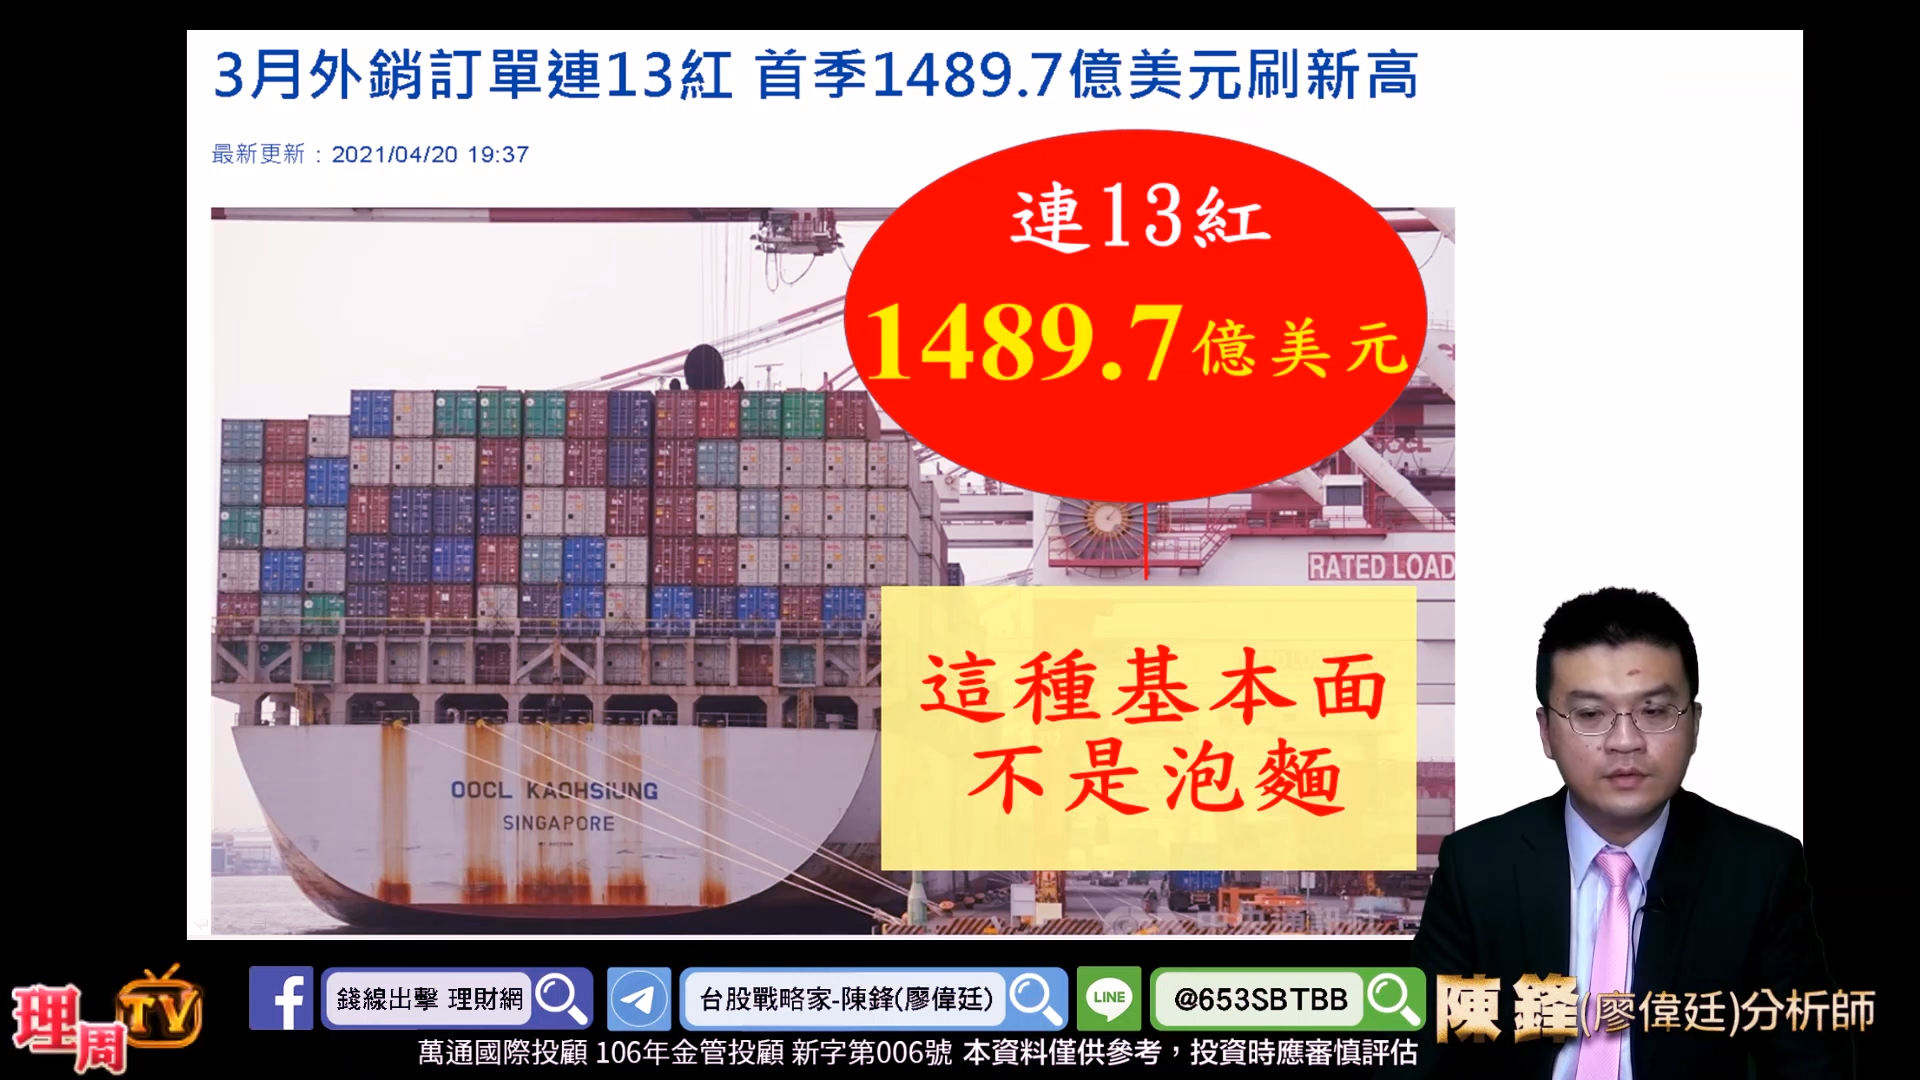 3月外銷訂單連13紅 首季1489.7億美元刷新高
最新更新：2021/04/20 19:37
連13紅
1489.7億美元
RATED LOAD
這種基本面
不是泡麵
OOCL KAOHSIUNG
SINGAPORE
理周TV
錢線出擊 理財網
台股戰略家-陳鋒(廖偉廷)
LINE
@653SBTBB
陳鋒(廖偉廷)分析師
萬通國際投顧 106年金管投顧 新字第006號 本資料僅供參考，投資時應審慎評估